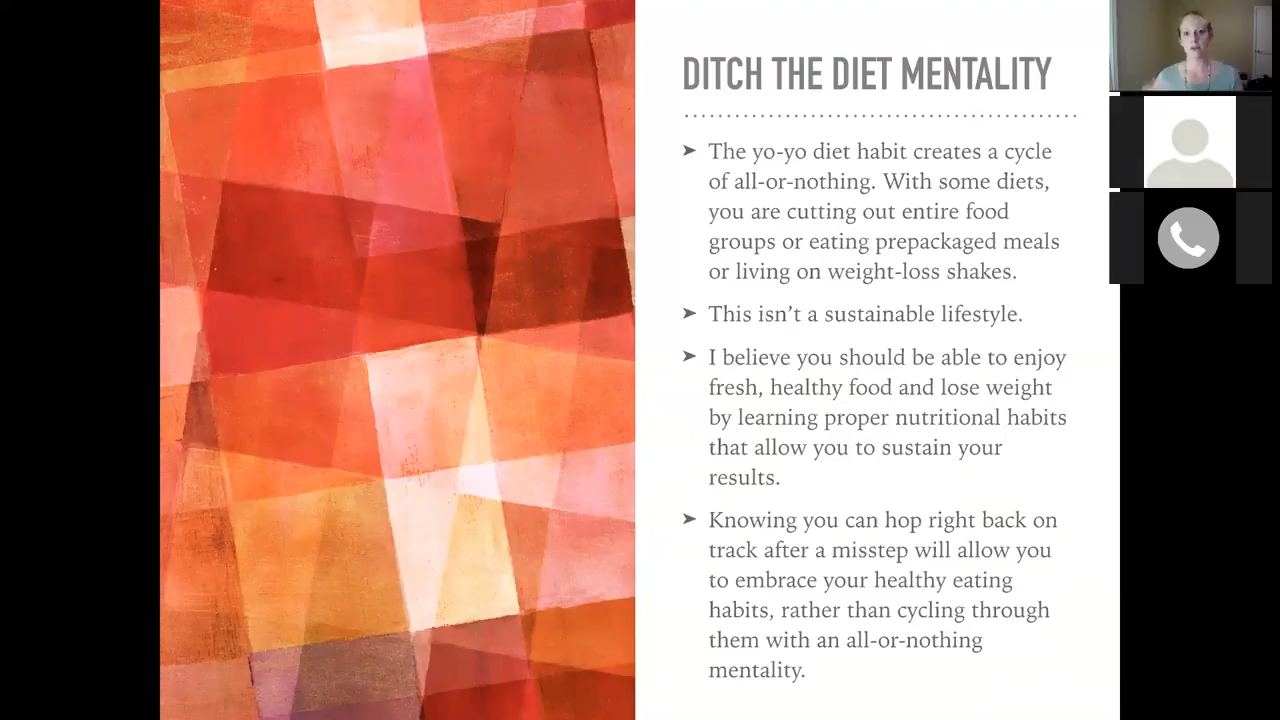 DITCH THE DIET MENTALITY
➤ The yo-yo diet habit creates a cycle
of all-or-nothing. With some diets,
you are cutting out entire food
groups or eating prepackaged meals
or living on weight-loss shakes.
➤ This isn’t a sustainable lifestyle.
➤ I believe you should be able to enjoy
fresh, healthy food and lose weight
by learning proper nutritional habits
that allow you to sustain your
results.
➤ Knowing you can hop right back on
track after a misstep will allow you
to embrace your healthy eating
habits, rather than cycling through
them with an all-or-nothing
mentality.